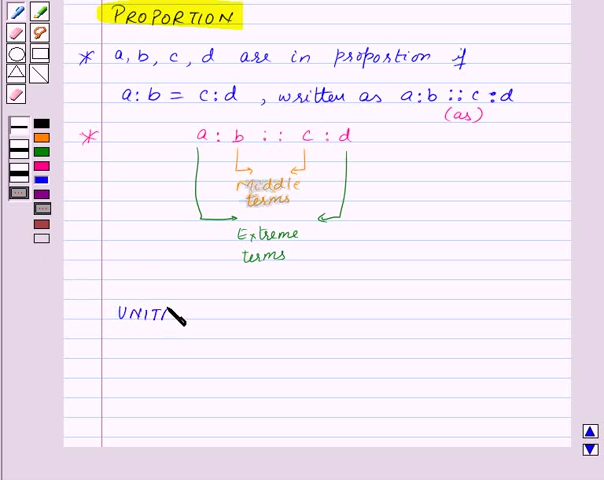 PROPORTION
* a, b, c, d are in proportion if
a:b = c:d , written as a:b :: c:d
(as)
* a : b :: c : d
Middle
terms
Extreme
terms
UNIT